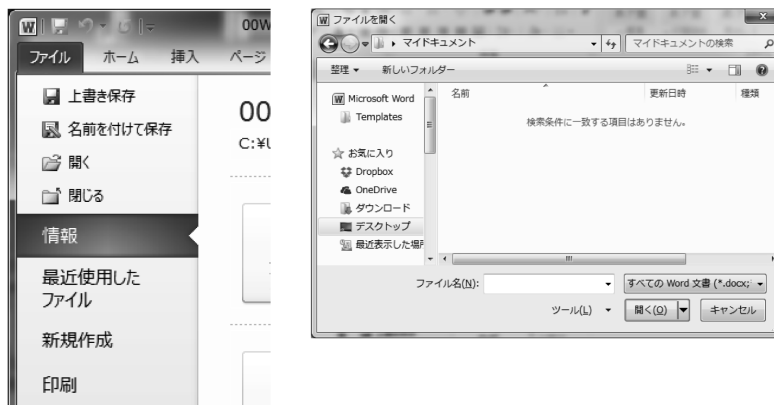 W
00W
ファイル ホーム 挿入 ページ
上書き保存
名前を付けて保存
開く
閉じる
情報
最近使用した
ファイル
新規作成
印刷
00
C:¥U
W ファイルを開く
マイドキュメント
マイドキュメントの検索
整理 新しいフォルダー
Microsoft Word
Templates
お気に入り
Dropbox
OneDrive
ダウンロード
デスクトップ
最近表示した場所
名前 更新日時 種類
検索条件に一致する項目はありません。
ファイル名(N):
すべての Word 文書 (*.docx;
ツール(L) 開く(O) キャンセル